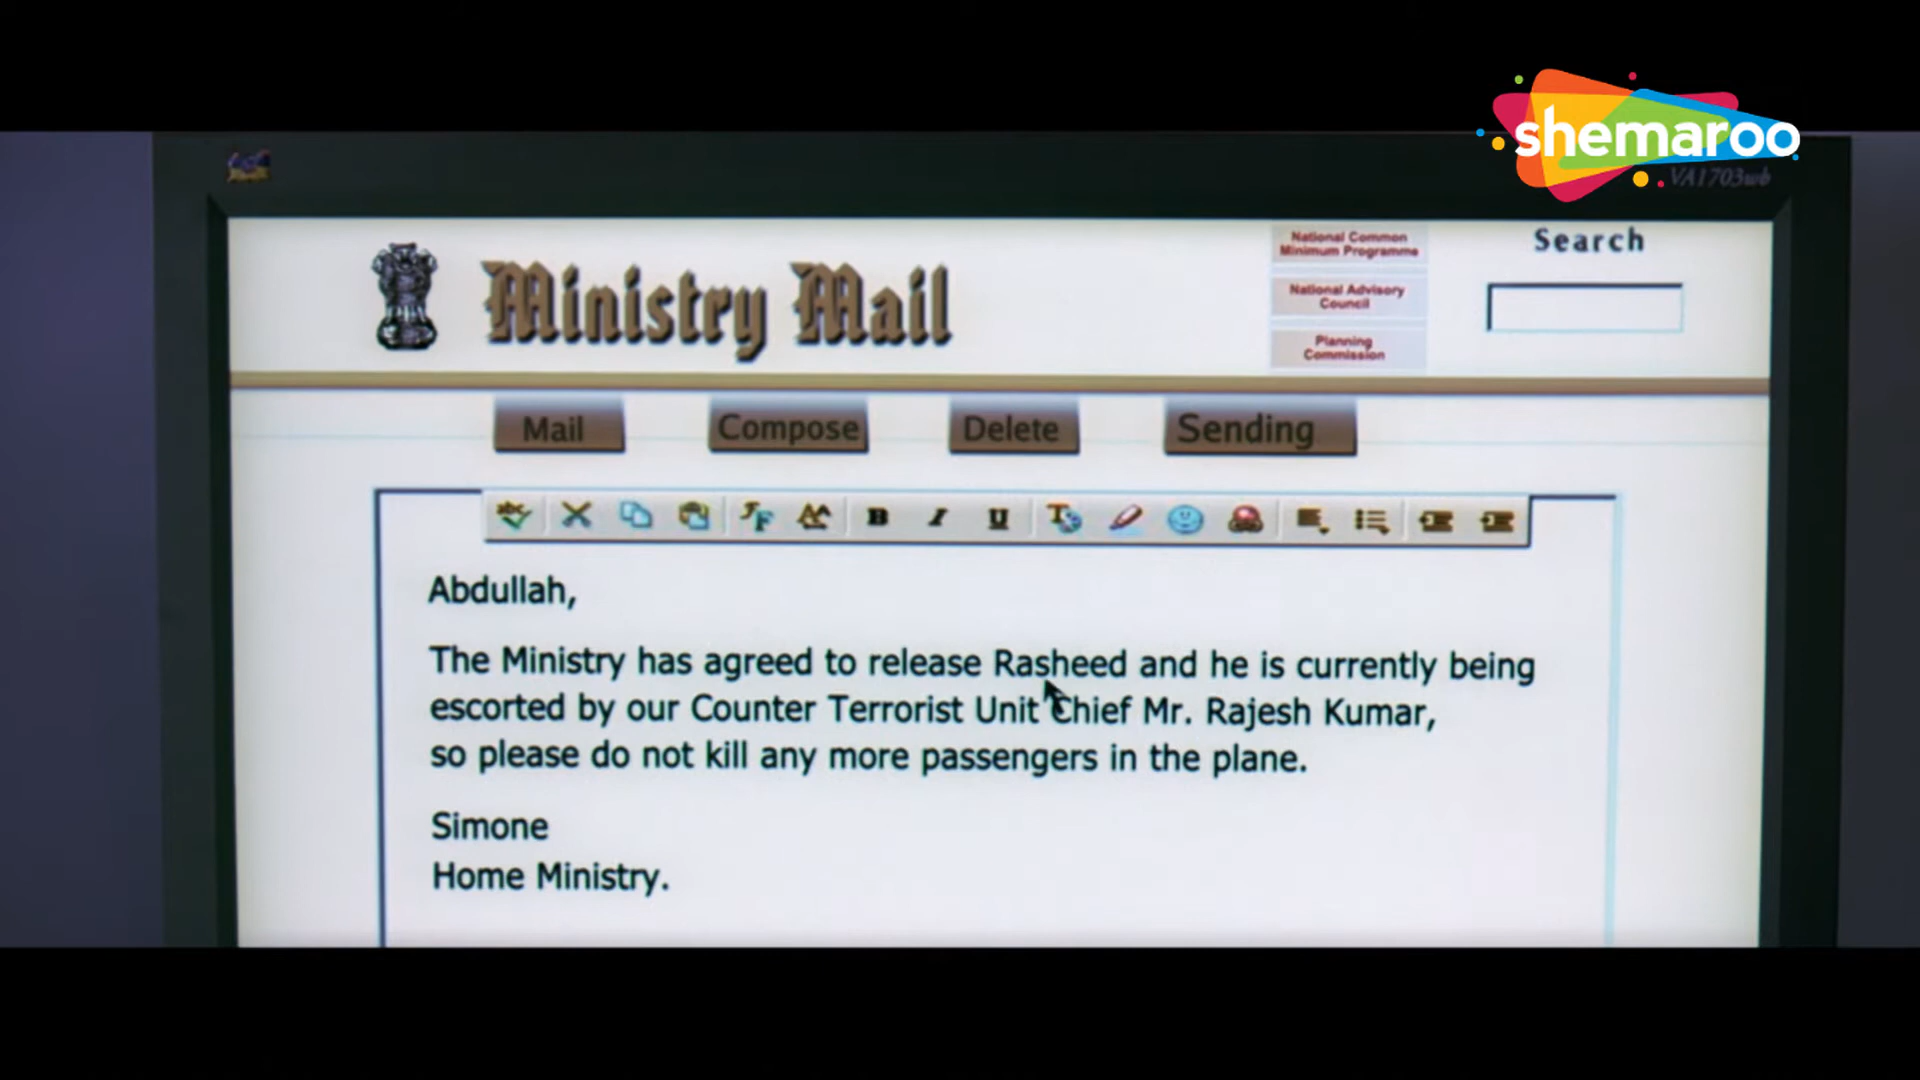 shemaroo
VA1703wb
Ministry Mail
National Common
Minimum Programme
National Advisory
Council
Planning
Commission
Search
Mail
Compose
Delete
Sending
abc
B
I
U
Abdullah,
The Ministry has agreed to release Rasheed and he is currently being
escorted by our Counter Terrorist Unit Chief Mr. Rajesh Kumar,
so please do not kill any more passengers in the plane.
Simone
Home Ministry.